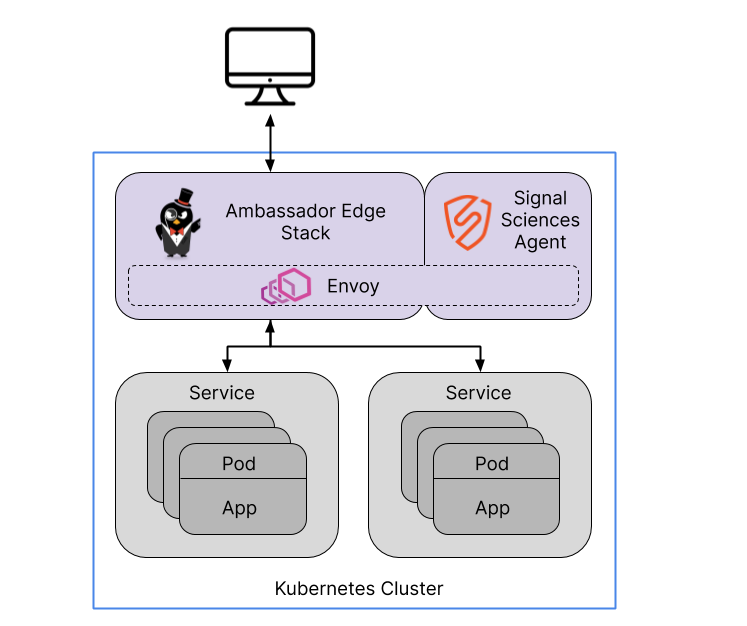 Ambassador Edge
Stack
Signal
Sciences
Agent
Envoy
Service
Pod
App
Service
Pod
App
Kubernetes Cluster